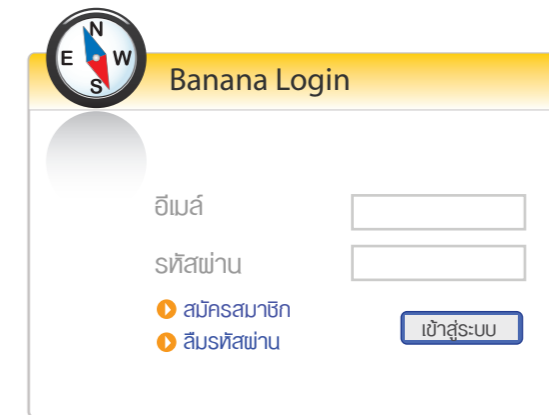 N
E W
S
Banana Login
อีเมล์
รหัสผ่าน
สมัครสมาชิก
ลืมรหัสผ่าน
เข้าสู่ระบบ